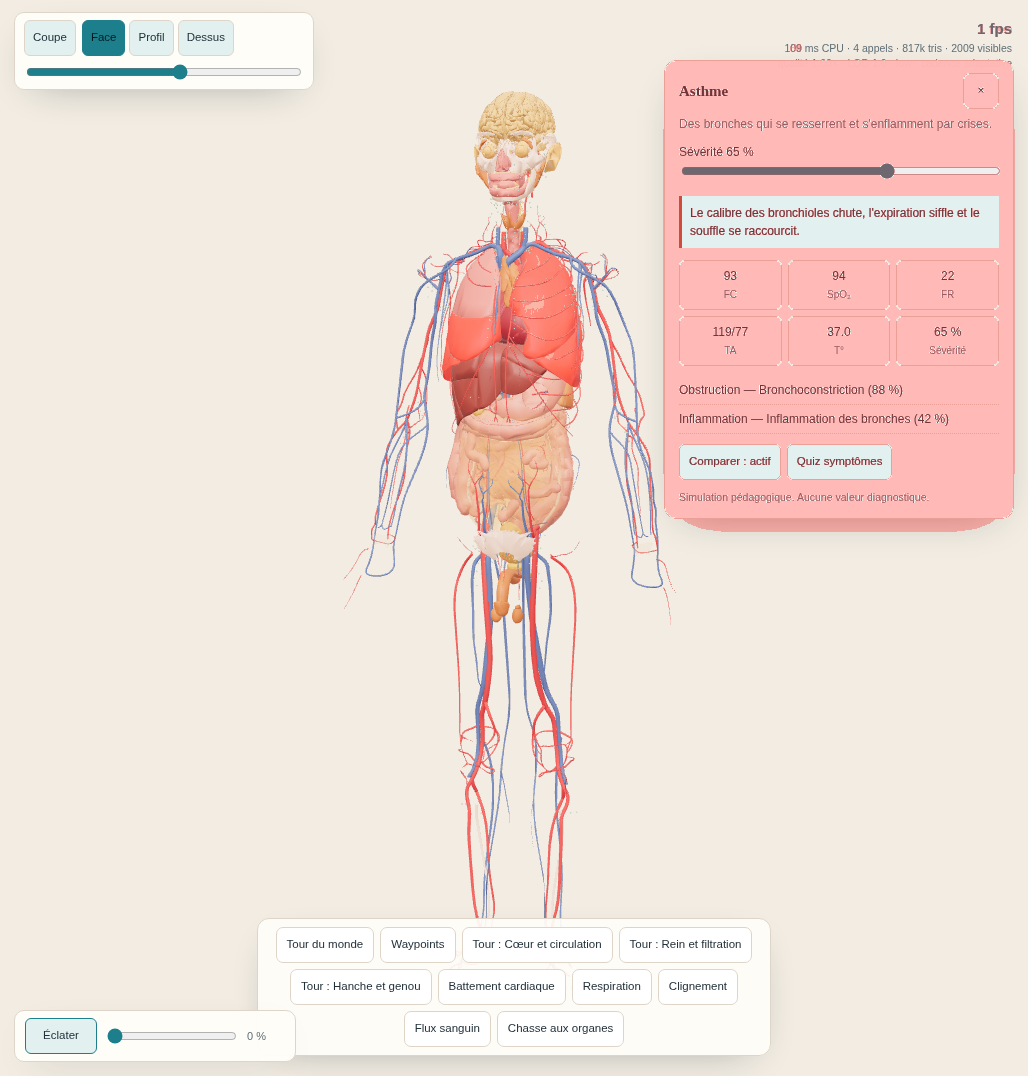 Coupe Face Profil Dessus
1 fps
109 ms CPU · 4 appels · 817k tris · 2009 visibles
Asthme ×
Des bronches qui se resserrent et s'enflamment par crises.
Sévérité 65 %
Le calibre des bronchioles chute, l'expiration siffle et le
souffle se raccourcit.
93 94 22
FC SpO₂ FR
119/77 37.0 65 %
TA T° Sévérité
Obstruction — Bronchoconstriction (88 %)
Inflammation — Inflammation des bronches (42 %)
Comparer : actif Quiz symptômes
Simulation pédagogique. Aucune valeur diagnostique.
Tour du monde Waypoints Tour : Cœur et circulation Tour : Rein et filtration
Tour : Hanche et genou Battement cardiaque Respiration Clignement
Flux sanguin Chasse aux organes
Éclater 0 %